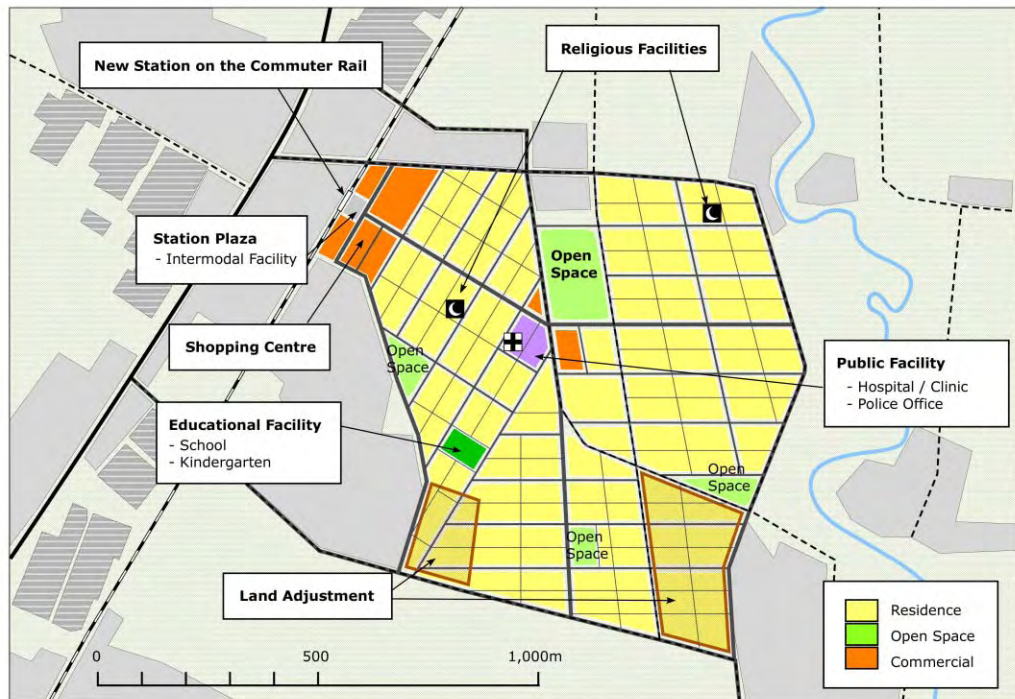 New Station on the Commuter Rail
Religious Facilities
Station Plaza
- Intermodal Facility
Open
Space
Shopping Centre
Open
Space
Public Facility
- Hospital / Clinic
- Police Office
Educational Facility
- School
- Kindergarten
Open
Space
Open
Space
Land Adjustment
Residence
Open Space
Commercial
0 500 1,000m